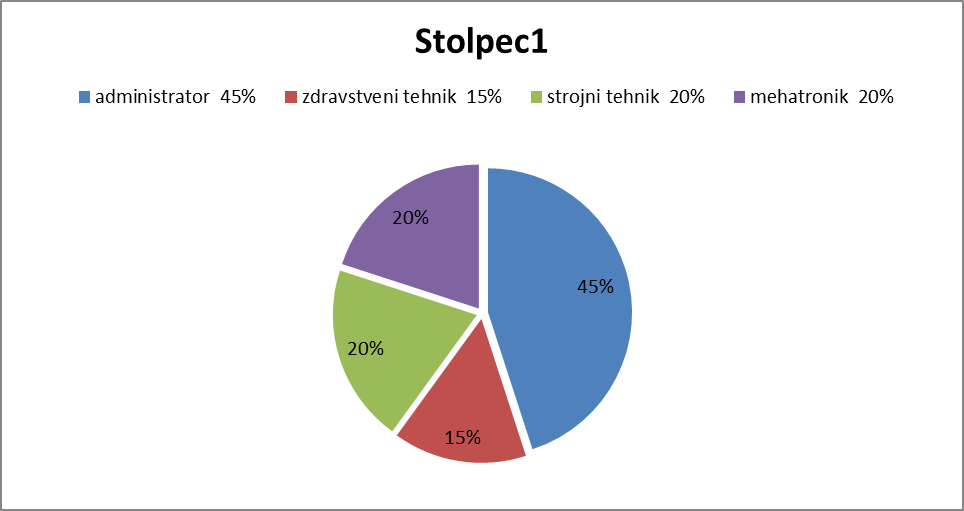 Stolpec1
administrator  45%
zdravstveni tehnik  15%
strojni tehnik  20%
mehatronik  20%
20%
45%
20%
15%